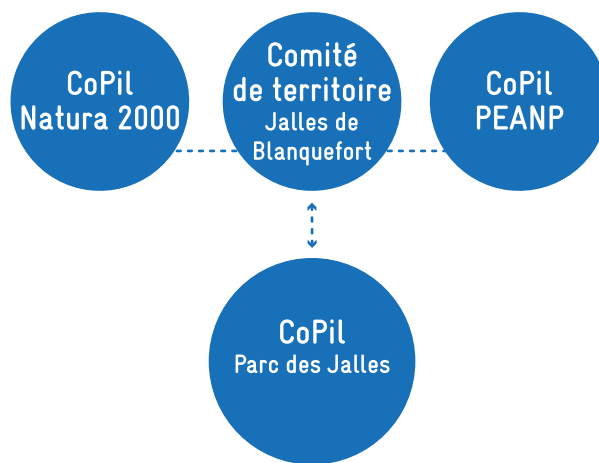 CoPil
Natura 2000
Comité
de territoire
Jalles de
Blanquefort
CoPil
PEANP
CoPil
Parc des Jalles